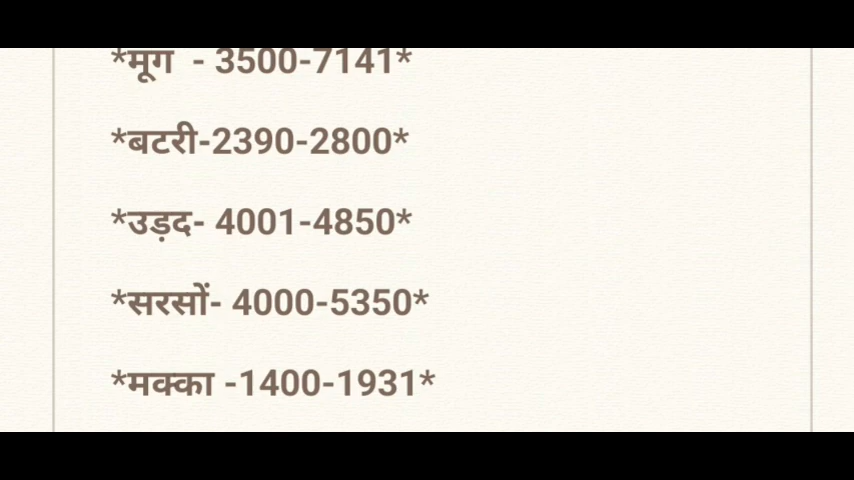 *मूग - 3500-7141*
*बटरी-2390-2800*
*उड़द- 4001-4850*
*सरसों- 4000-5350*
*मक्का -1400-1931*